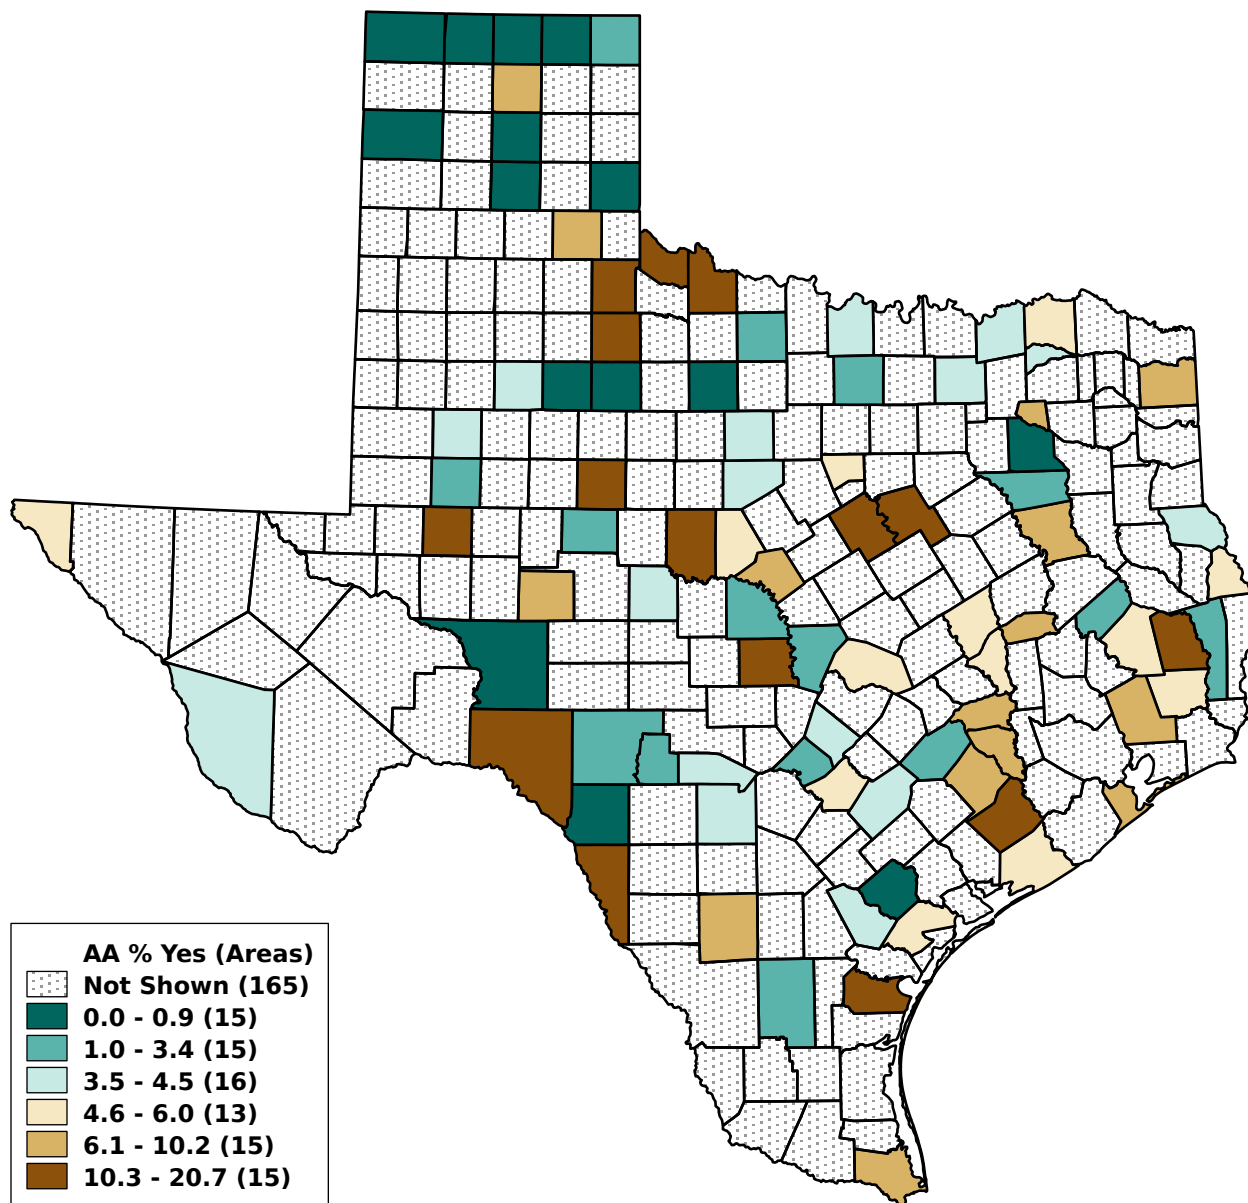 AA % Yes (Areas)
Not Shown (165)
0.0 - 0.9 (15)
1.0 - 3.4 (15)
3.5 - 4.5 (16)
4.6 - 6.0 (13)
6.1 - 10.2 (15)
10.3 - 20.7 (15)